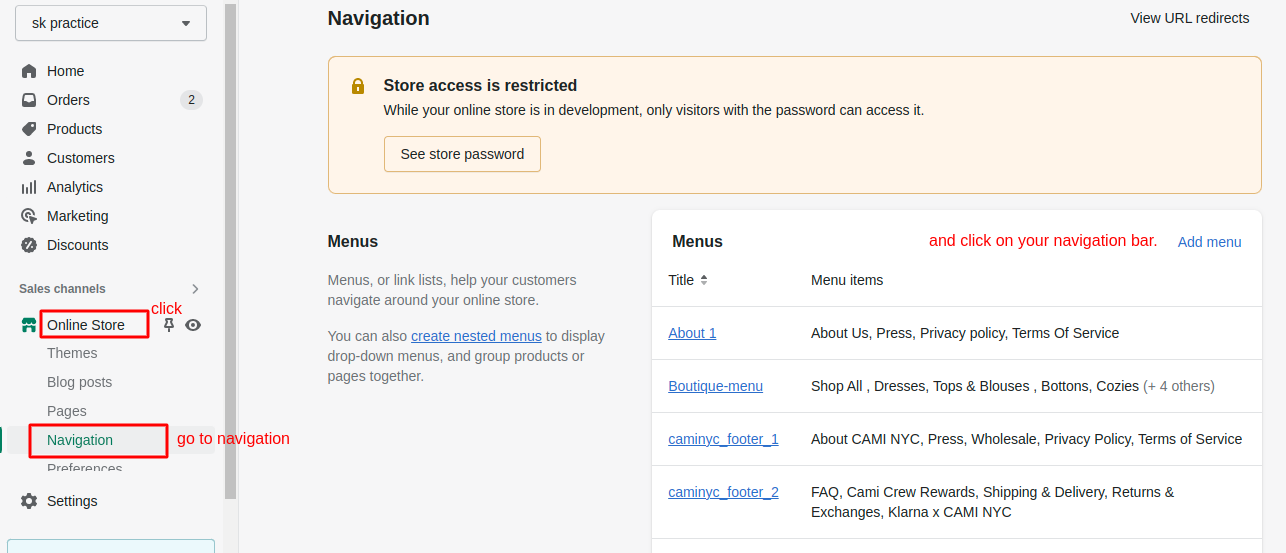 sk practice
Home
Orders 2
Products
Customers
Analytics
Marketing
Discounts
Sales channels
click
Online Store
Themes
Blog posts
Pages
Navigation go to navigation
Preferences
Settings
Navigation View URL redirects
Store access is restricted
While your online store is in development, only visitors with the password can access it.
See store password
Menus
Menus, or link lists, help your customers
navigate around your online store.
You can also create nested menus to display
drop-down menus, and group products or
pages together.
Menus and click on your navigation bar. Add menu
Title Menu items
About 1 About Us, Press, Privacy policy, Terms Of Service
Boutique-menu Shop All , Dresses, Tops & Blouses , Bottons, Cozies (+ 4 others)
caminyc_footer_1 About CAMI NYC, Press, Wholesale, Privacy Policy, Terms of Service
caminyc_footer_2 FAQ, Cami Crew Rewards, Shipping & Delivery, Returns &
Exchanges, Klarna x CAMI NYC